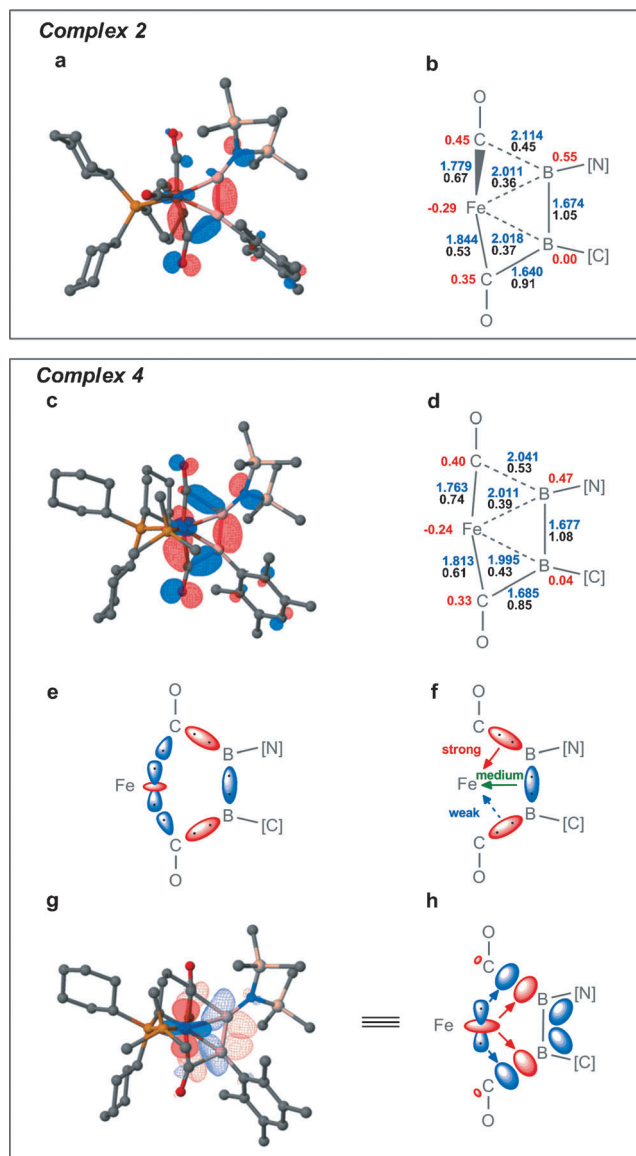 Complex 2
a
b
O
0.45 C 2.114
0.45 0.55
1.779 B [N]
0.67 2.011
0.36 1.674
-0.29 Fe 1.05
2.018
1.844 0.37 B
0.53 1.640 0.00 [C]
0.35 C 0.91
O
Complex 4
c
d
O
0.40 C 2.041
0.53 0.47
1.763 B [N]
0.74 2.011
0.39 1.677
-0.24 Fe 1.08
1.813 1.995 B
0.61 0.43 0.04 [C]
0.33 C 1.685
0.85
O
e
f
O
C
B [N]
Fe
B
[C]
C
O
O
C
B [N]
strong
Fe medium
weak B
[C]
C
O
g
h
O
C
B [N]
Fe
B
[C]
C
O